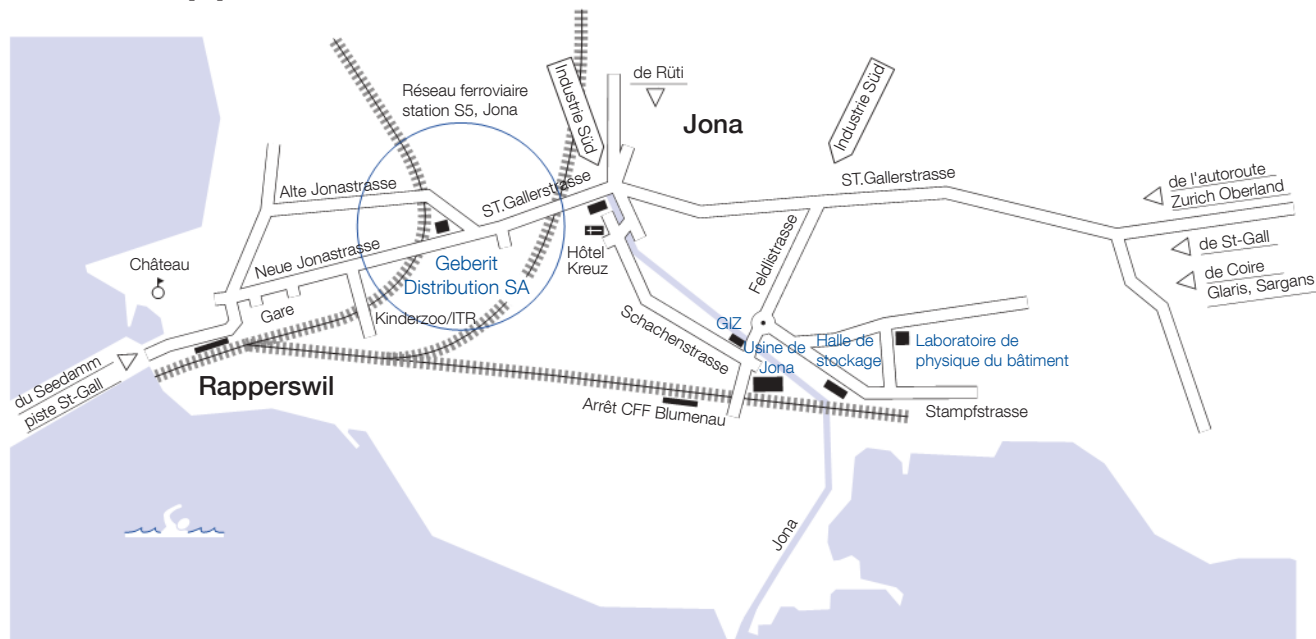 de Rüti
Industrie Süd
Industrie Süd
Réseau ferroviaire
station S5, Jona
Jona
Alte Jonastrasse
ST.Gallerstrasse
ST.Gallerstrasse
de l'autoroute
Zurich Oberland
de St-Gall
de Coire
Glaris, Sargans
Neue Jonastrasse
Hôtel
Kreuz
Feldlistrasse
Château
Geberit
Distribution SA
Gare
Kinderzoo/ITR
Schachenstrasse
GIZ
Usine de
Jona
Halle de
stockage
Laboratoire de
physique du bâtiment
du Seedamm
piste St-Gall
Rapperswil
Arrêt CFF Blumenau
Stampfstrasse
Jona